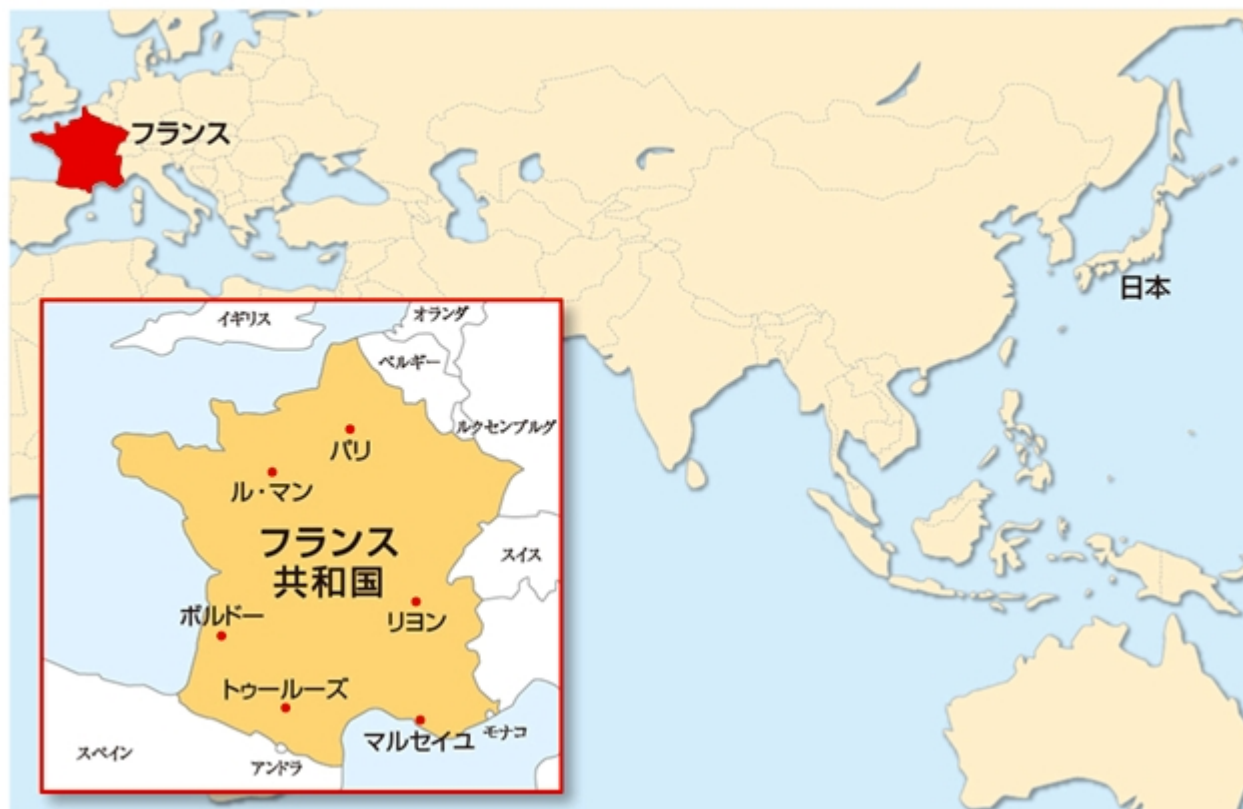 フランス
日本
イギリス
オランダ
ベルギー
ルクセンブルグ
パリ
ル・マン
フランス
共和国
スイス
ボルドー
リヨン
トゥールーズ
マルセイユ
モナコ
スペイン
アンドラ